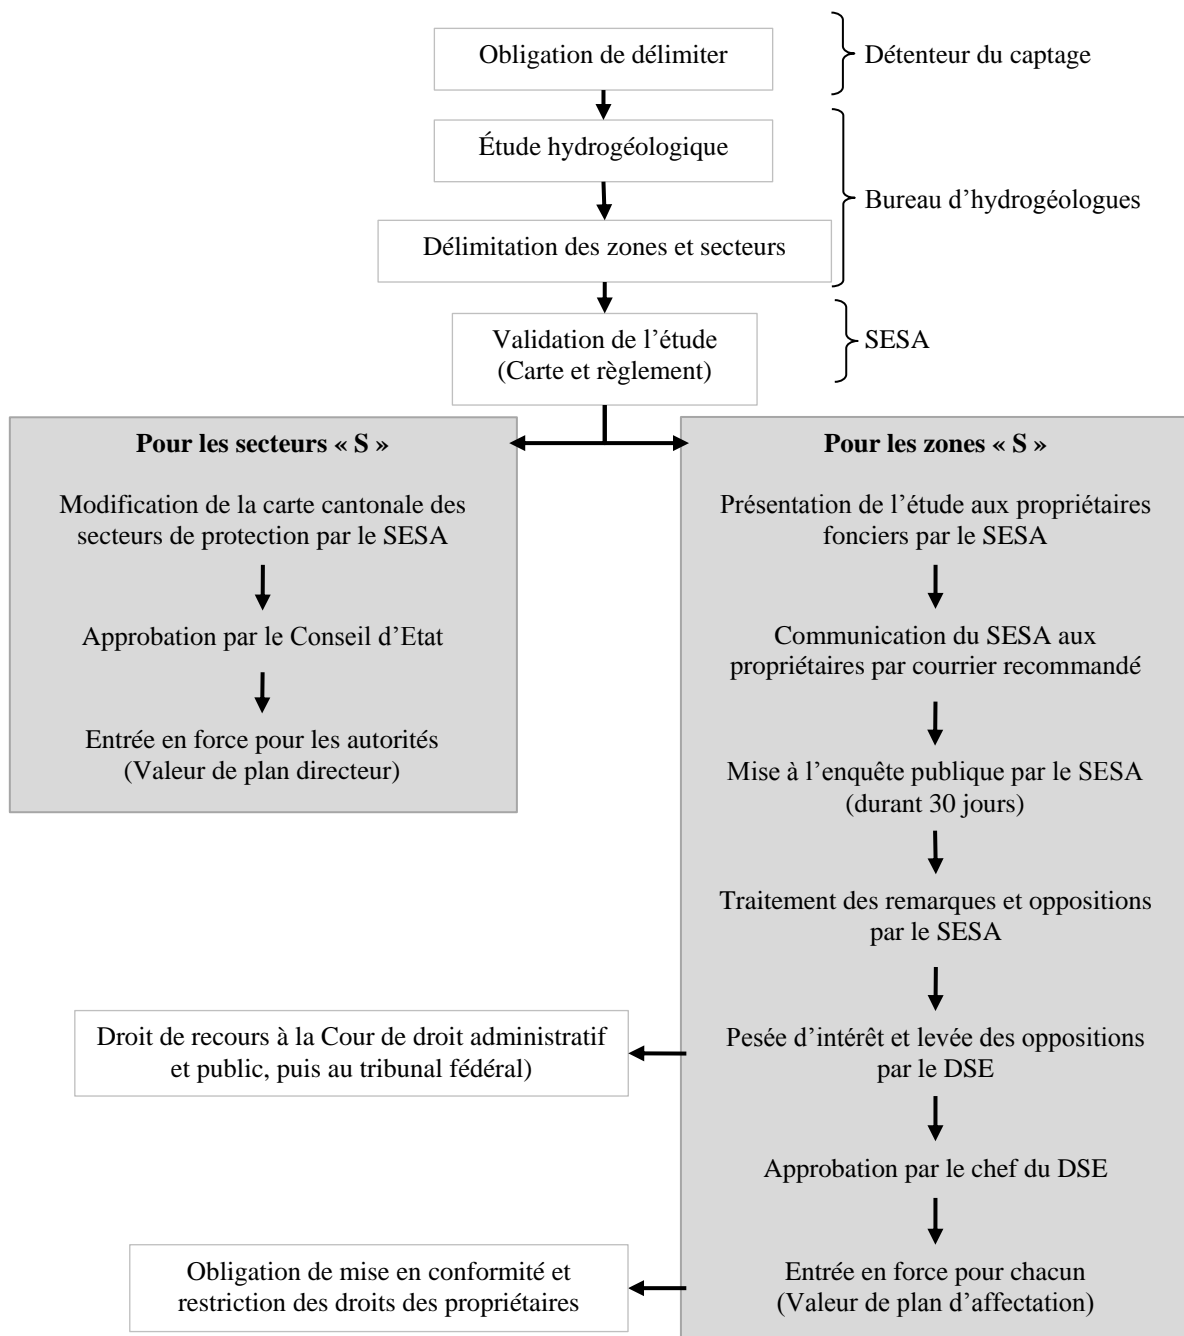 Obligation de délimiter
Détenteur du captage
Étude hydrogéologique
Bureau d’hydrogéologues
Délimitation des zones et secteurs
Validation de l’étude
(Carte et règlement)
SESA
Pour les secteurs « S »
Modification de la carte cantonale des
secteurs de protection par le SESA
Approbation par le Conseil d’Etat
Entrée en force pour les autorités
(Valeur de plan directeur)
Pour les zones « S »
Présentation de l’étude aux propriétaires
fonciers par le SESA
Communication du SESA aux
propriétaires par courrier recommandé
Mise à l’enquête publique par le SESA
(durant 30 jours)
Traitement des remarques et oppositions
par le SESA
Pesée d’intérêt et levée des oppositions
par le DSE
Droit de recours à la Cour de droit administratif
et public, puis au tribunal fédéral)
Approbation par le chef du DSE
Entrée en force pour chacun
(Valeur de plan d’affectation)
Obligation de mise en conformité et
restriction des droits des propriétaires